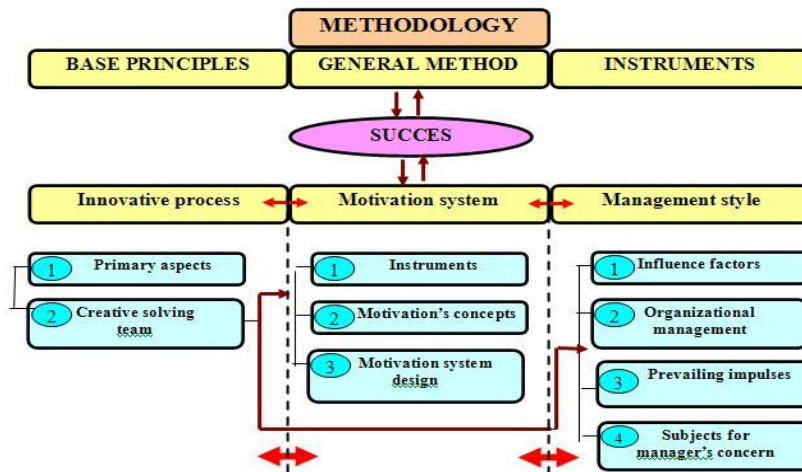 METHODOLOGY
BASE PRINCIPLES
GENERAL METHOD
INSTRUMENTS
SUCCES
Innovative process
Motivation system
Management style
1 Primary aspects
2 Creative solving
team
1 Instruments
2 Motivation's concepts
3 Motivation system
design
1 Influence factors
2 Organizational
management
3 Prevailing impulses
4 Subjects for
manager's concern